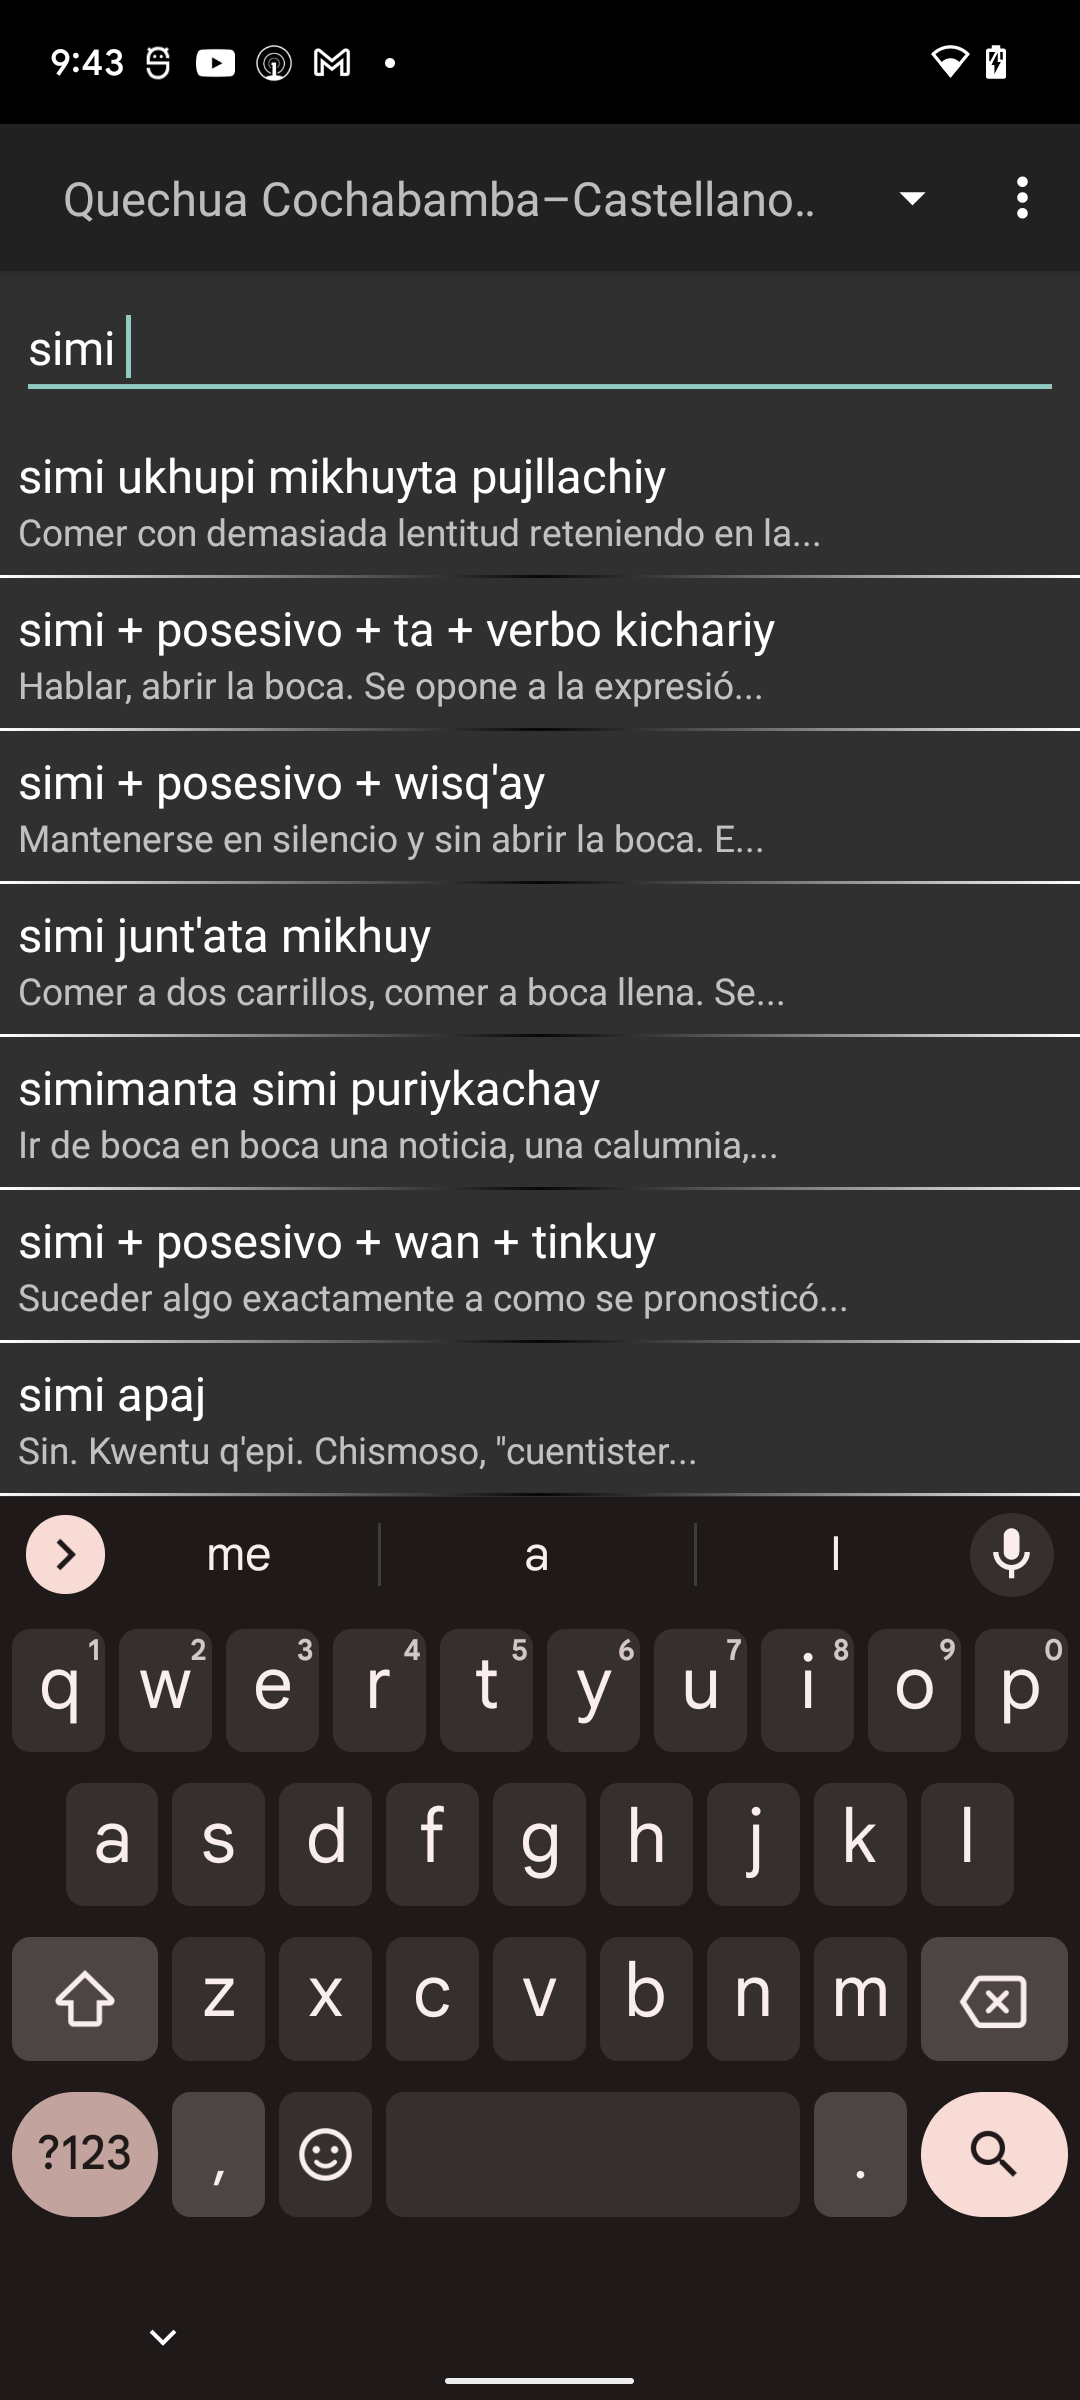 9:43
Quechua Cochabamba–Castellano..
simi
simi ukhupi mikhuyta pujllachiy
Comer con demasiada lentitud reteniendo en la...
simi + posesivo + ta + verbo kichariy
Hablar, abrir la boca. Se opone a la expresió...
simi + posesivo + wisq'ay
Mantenerse en silencio y sin abrir la boca. E...
simi junt'ata mikhuy
Comer a dos carrillos, comer a boca llena. Se...
simimanta simi puriykachay
Ir de boca en boca una noticia, una calumnia,...
simi + posesivo + wan + tinkuy
Suceder algo exactamente a como se pronosticó...
simi apaj
Sin. Kwentu q'epi. Chismoso, "cuentister...
me a l
q 1 w 2 e 3 r 4 t 5 y 6 u 7 i 8 o 9 p 0
a s d f g h j k l
z x c v b n m
?123 , .